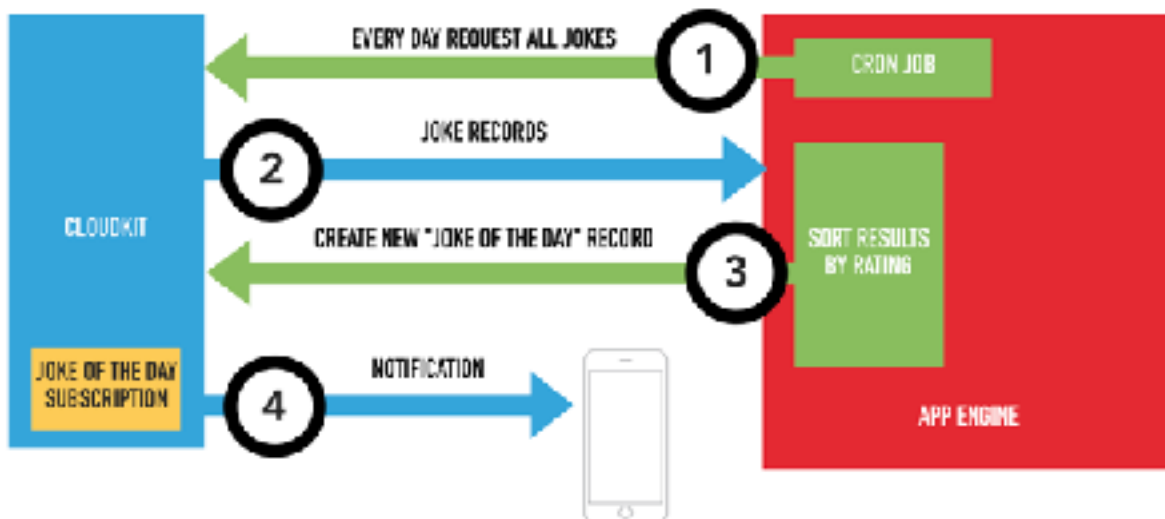 EVERY DAY REQUEST ALL JOKES
1
CRON JOB
2
JOKE RECORDS
CLOUDKIT
CREATE NEW "JOKE OF THE DAY" RECORD
3
SORT RESULTS
BY RATING
JOKE OF THE DAY
SUBSCRIPTION
4
NOTIFICATION
APP ENGINE